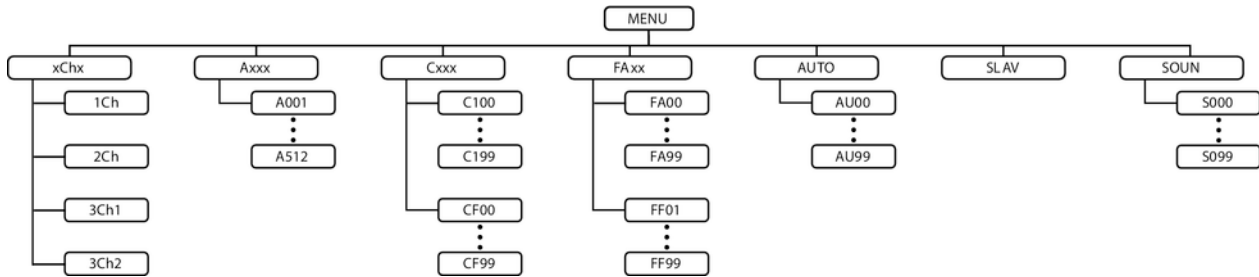 MENU
xChx
Axxx
Cxxx
FAxx
AUTO
SLAV
SOUN
1Ch
A001
C100
FA00
AU00
S000
2Ch
A512
C199
FA99
AU99
S099
3Ch1
CF00
FF01
3Ch2
CF99
FF99